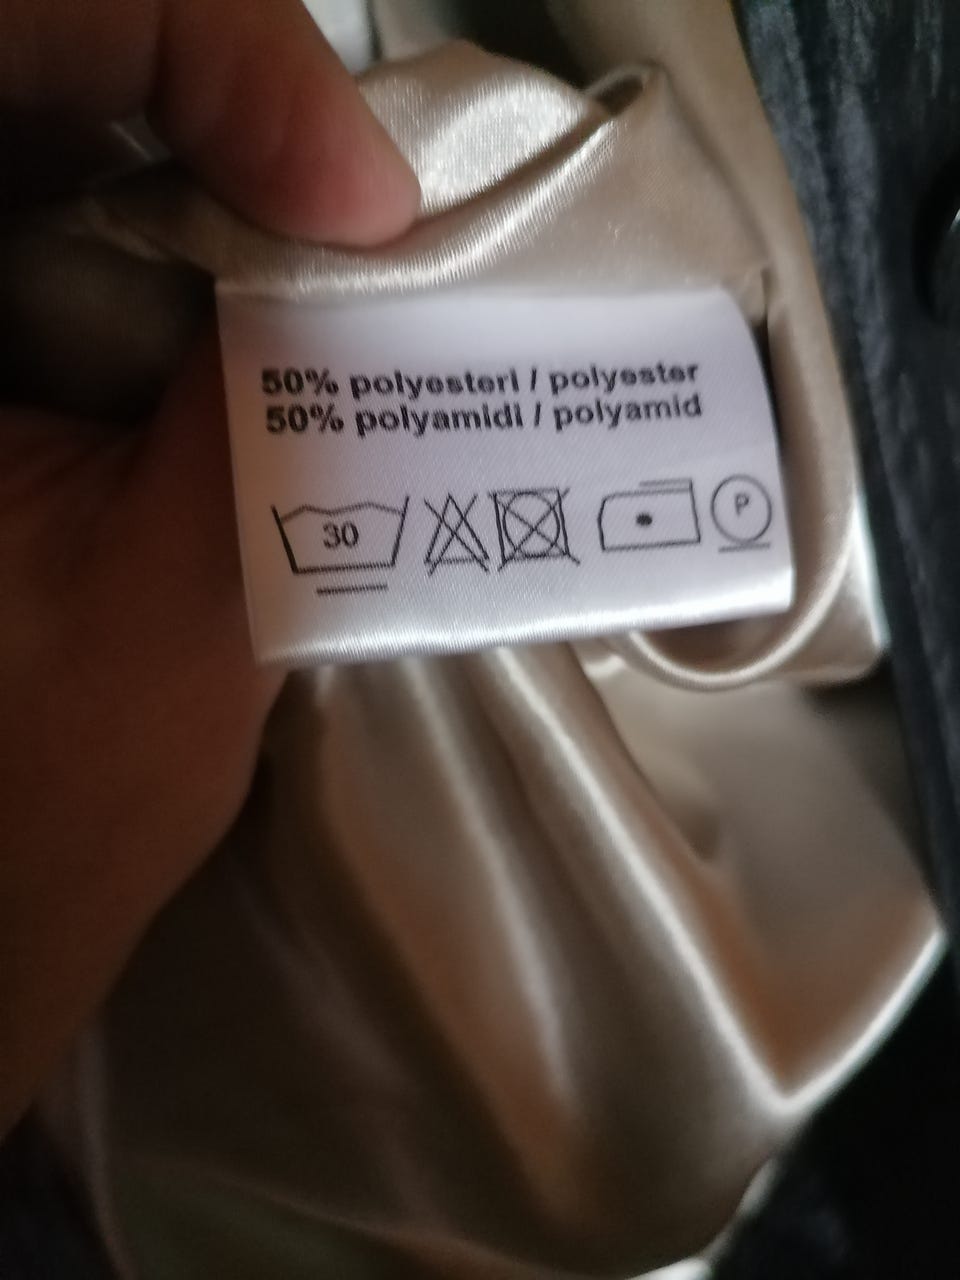 50% polyesteri / polyester
50% polyamidi / polyamid
30 P